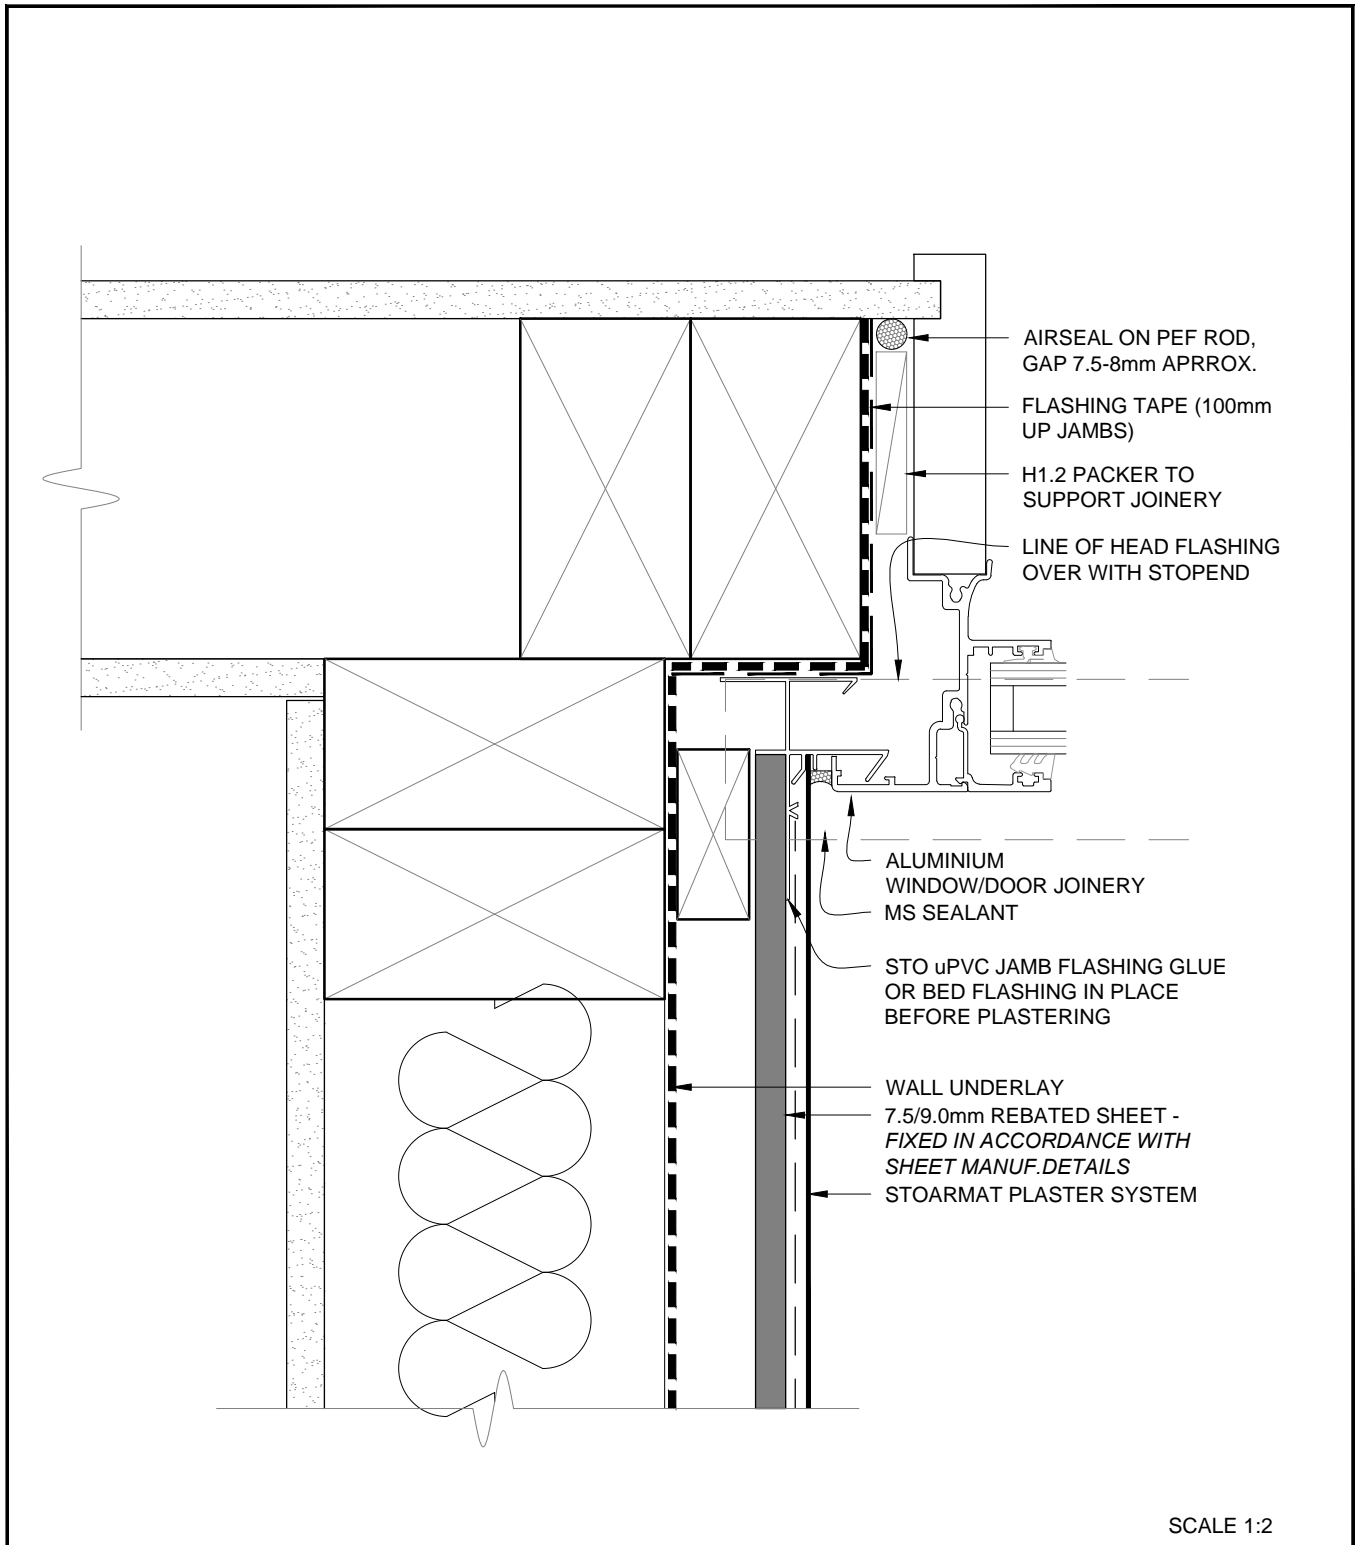 AIRSEAL ON PEF ROD,
GAP 7.5-8mm APRROX.
FLASHING TAPE (100mm
UP JAMBS)
H1.2 PACKER TO
SUPPORT JOINERY
LINE OF HEAD FLASHING
OVER WITH STOPEND
ALUMINIUM
WINDOW/DOOR JOINERY
MS SEALANT
STO uPVC JAMB FLASHING GLUE
OR BED FLASHING IN PLACE
BEFORE PLASTERING
WALL UNDERLAY
7.5/9.0mm REBATED SHEET -
FIXED IN ACCORDANCE WITH
SHEET MANUF.DETAILS
STOARMAT PLASTER SYSTEM
SCALE 1:2